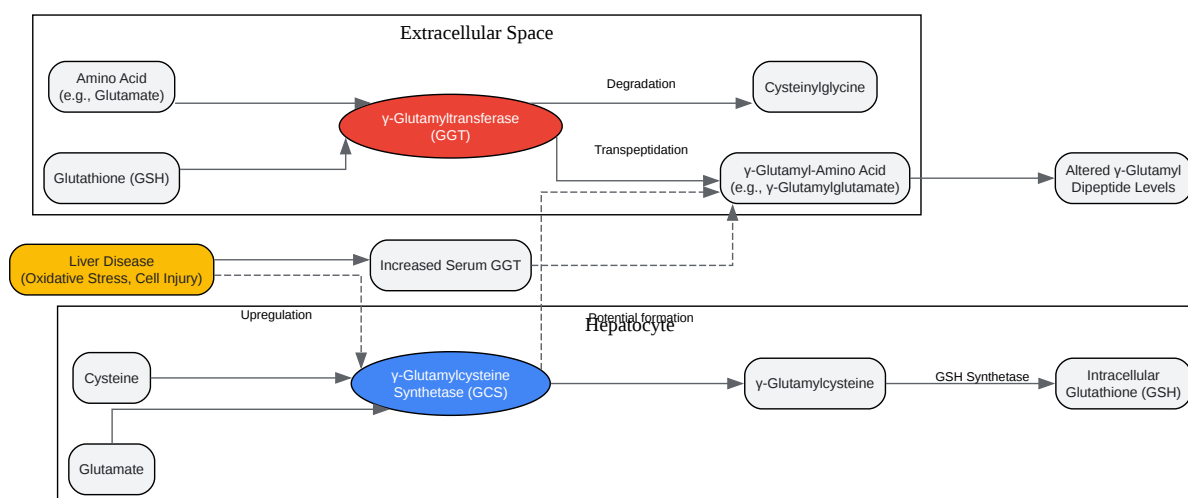 Extracellular Space
Amino Acid
(e.g., Glutamate)
Degradation
Cysteinylglycine
γ-Glutamyltransferase
(GGT)
Glutathione (GSH)
Transpeptidation
γ-Glutamyl-Amino Acid
(e.g., γ-Glutamylglutamate)
Altered γ-Glutamyl
Dipeptide Levels
Liver Disease
(Oxidative Stress, Cell Injury)
Increased Serum GGT
Upregulation
Potential formation
Hepatocyte
Cysteine
γ-Glutamylcysteine
Synthetase (GCS)
γ-Glutamylcysteine
GSH Synthetase
Intracellular
Glutathione (GSH)
Glutamate